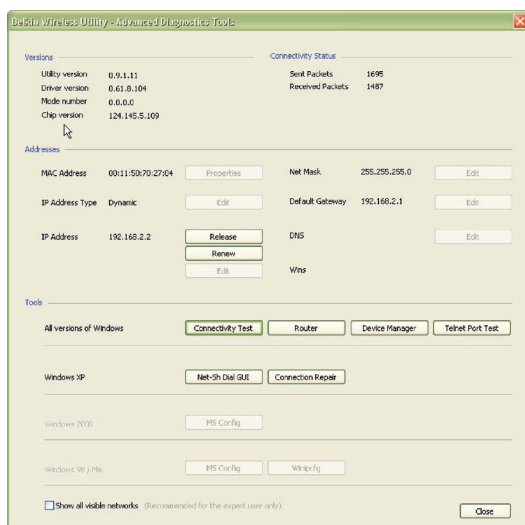 Belkin Wireless Utility - Advanced Diagnostics Tools
Versions
Utility version 0.9.1.11
Driver version 0.61.8.104
Mode number 0.0.0.0
Chip version 124.145.5.109
Connectivity Status
Sent Packets 1695
Received Packets 1487
Addresses
MAC Address 00:11:50:70:27:04 Properties
Net Mask 255.255.255.0 Edit
IP Address Type Dynamic Edit
Default Gateway 192.168.2.1 Edit
IP Address 192.168.2.2 Release
Renew
Edit
DNS Edit
Wins
Tools
All versions of Windows Connectivity Test Router Device Manager Telnet Port Test
Windows XP Net-Sh Dial GUI Connection Repair
Windows 2000 MS Config
Windows 98 / Me MS Config Winipcfg
Show all visible networks (Recommended for the expert user only)
Close